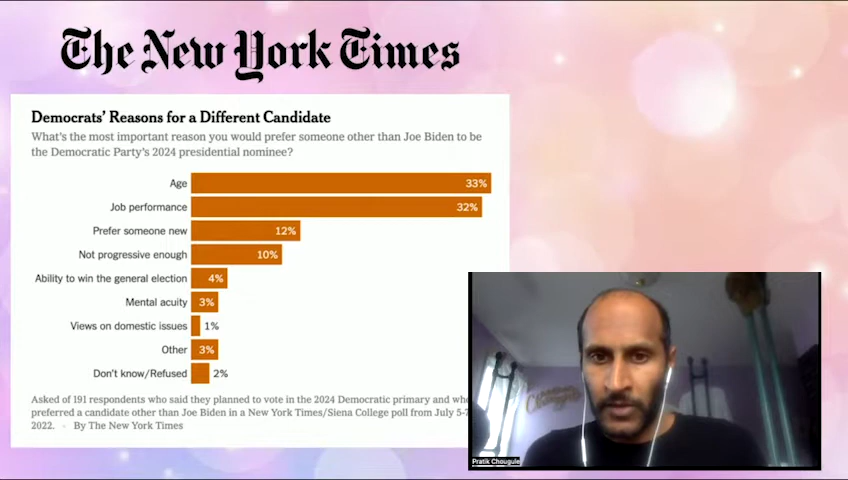 The New York Times
Democrats' Reasons for a Different Candidate
What's the most important reason you would prefer someone other than Joe Biden to be
the Democratic Party's 2024 presidential nominee?
Age 33%
Job performance 32%
Prefer someone new 12%
Not progressive enough 10%
Ability to win the general election 4%
Mental acuity 3%
Views on domestic issues 1%
Other 3%
Don't know/Refused 2%
Asked of 191 respondents who said they planned to vote in the 2024 Democratic primary and who
preferred a candidate other than Joe Biden in a New York Times/Siena College poll from July 5-7
2022. • By The New York Times
Pratik Chougule